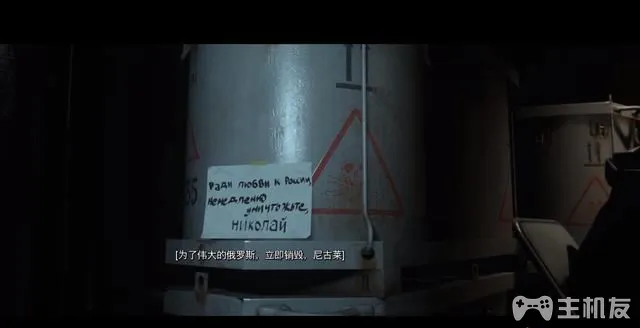 Ради любви к России,
немедленно
уничтожьте,
николай
[为了伟大的俄罗斯，立即销毁，尼古莱]
主机友